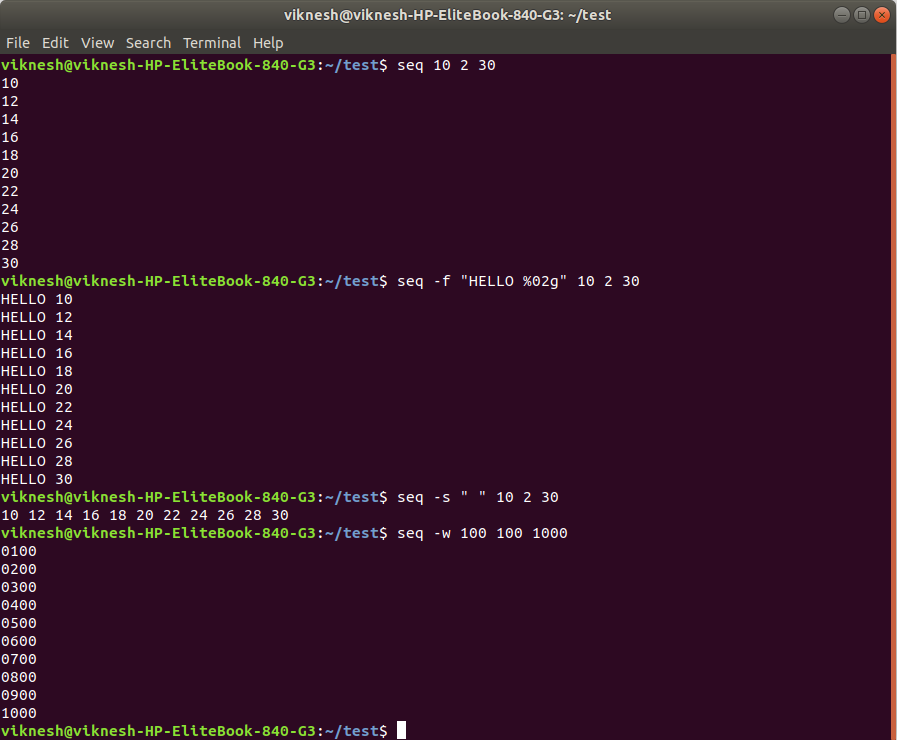 viknesh@viknesh-HP-EliteBook-840-G3: ~/test
File Edit View Search Terminal Help
viknesh@viknesh-HP-EliteBook-840-G3:~/test$ seq 10 2 30
10
12
14
16
18
20
22
24
26
28
30
viknesh@viknesh-HP-EliteBook-840-G3:~/test$ seq -f "HELLO %02g" 10 2 30
HELLO 10
HELLO 12
HELLO 14
HELLO 16
HELLO 18
HELLO 20
HELLO 22
HELLO 24
HELLO 26
HELLO 28
HELLO 30
viknesh@viknesh-HP-EliteBook-840-G3:~/test$ seq -s " " 10 2 30
10 12 14 16 18 20 22 24 26 28 30
viknesh@viknesh-HP-EliteBook-840-G3:~/test$ seq -w 100 100 1000
0100
0200
0300
0400
0500
0600
0700
0800
0900
1000
viknesh@viknesh-HP-EliteBook-840-G3:~/test$